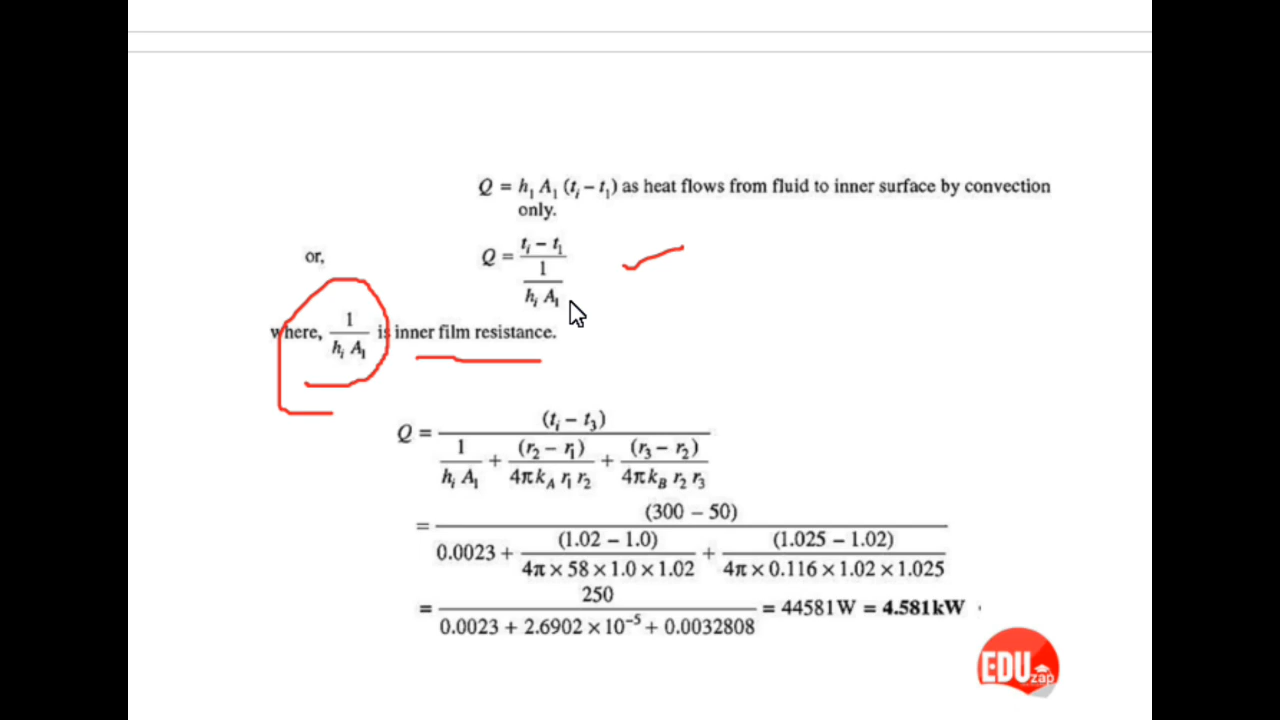 Q = h₁ A₁ (tᵢ – t₁) as heat flows from fluid to inner surface by convection
only.
or, Q = (tᵢ – t₁) / (1 / (hᵢ A₁))
where, 1 / (hᵢ A₁) is inner film resistance.
Q = (tᵢ – t₃) / (1 / (hᵢ A₁) + (r₂ – r₁) / (4π k_A r₁ r₂) + (r₃ – r₂) / (4π k_B r₂ r₃))
= (300 – 50) / (0.0023 + (1.02 – 1.0) / (4π × 58 × 1.0 × 1.02) + (1.025 – 1.02) / (4π × 0.116 × 1.02 × 1.025))
= 250 / (0.0023 + 2.6902 × 10⁻⁵ + 0.0032808) = 44581W = 4.581kW
EDU
zap